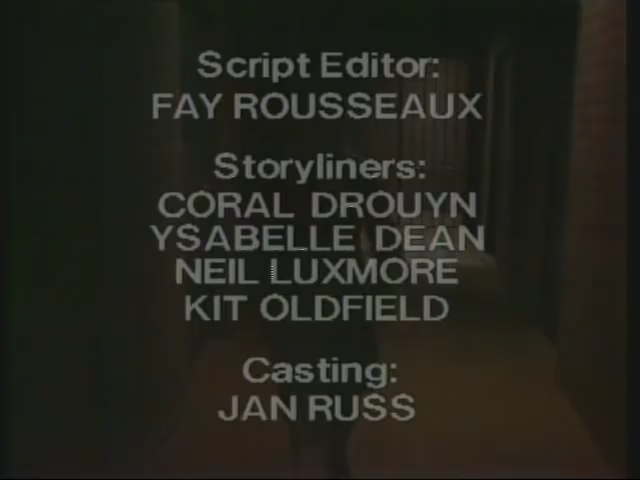 Script Editor:
FAY ROUSSEAUX
Storyliners:
CORAL DROUYN
YSABELLE DEAN
NEIL LUXMORE
KIT OLDFIELD
Casting:
JAN RUSS